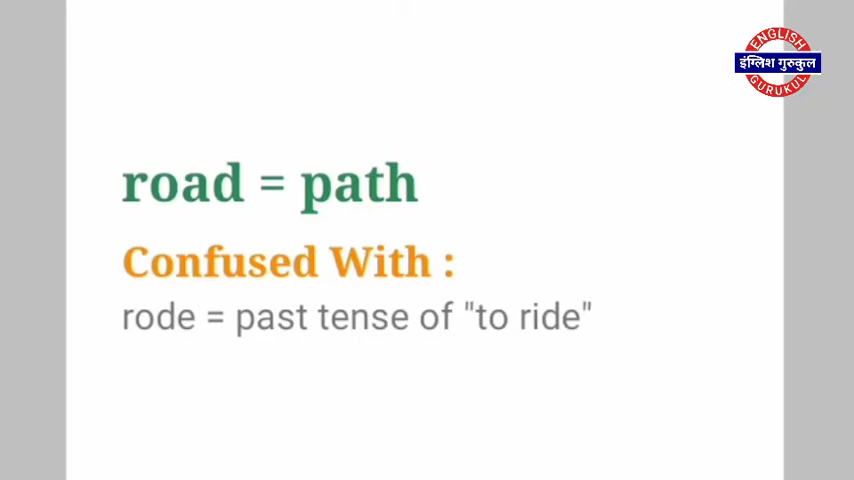 ENGLISH
इंग्लिश गुरुकुल
GURUKUL
road = path
Confused With :
rode = past tense of "to ride"